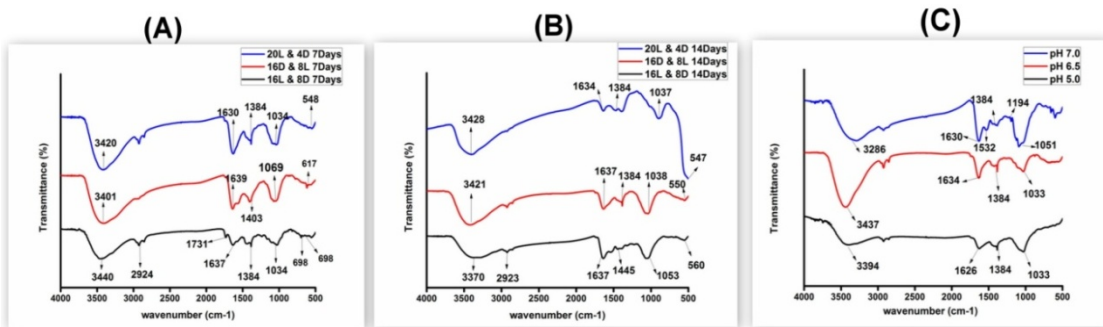 (A)
20L & 4D 7Days
16D & 8L 7Days
16L & 8D 7Days
1630
1384
1034
548
3420
1639
1069
617
3401
1403
1731
3440
2924
1637
1384
1034
698
698
Transmittance (%)
4000 3500 3000 2500 2000 1500 1000 500
wavenumber (cm-1)
(B)
20L & 4D 14Days
16D & 8L 14Days
16L & 8D 14Days
1634
1384
1037
3428
547
3421
1637
1384
1038
550
3370
2923
1637
1445
1053
560
Transmittance (%)
4000 3500 3000 2500 2000 1500 1000 500
wavenumber (cm-1)
(C)
pH 7.0
pH 6.5
pH 5.0
1384
1194
3286
1630
1532
1051
3437
1634
1384
1033
3394
1626
1384
1033
Transmittance (%)
4000 3500 3000 2500 2000 1500 1000 500
wavenumber (cm-1)